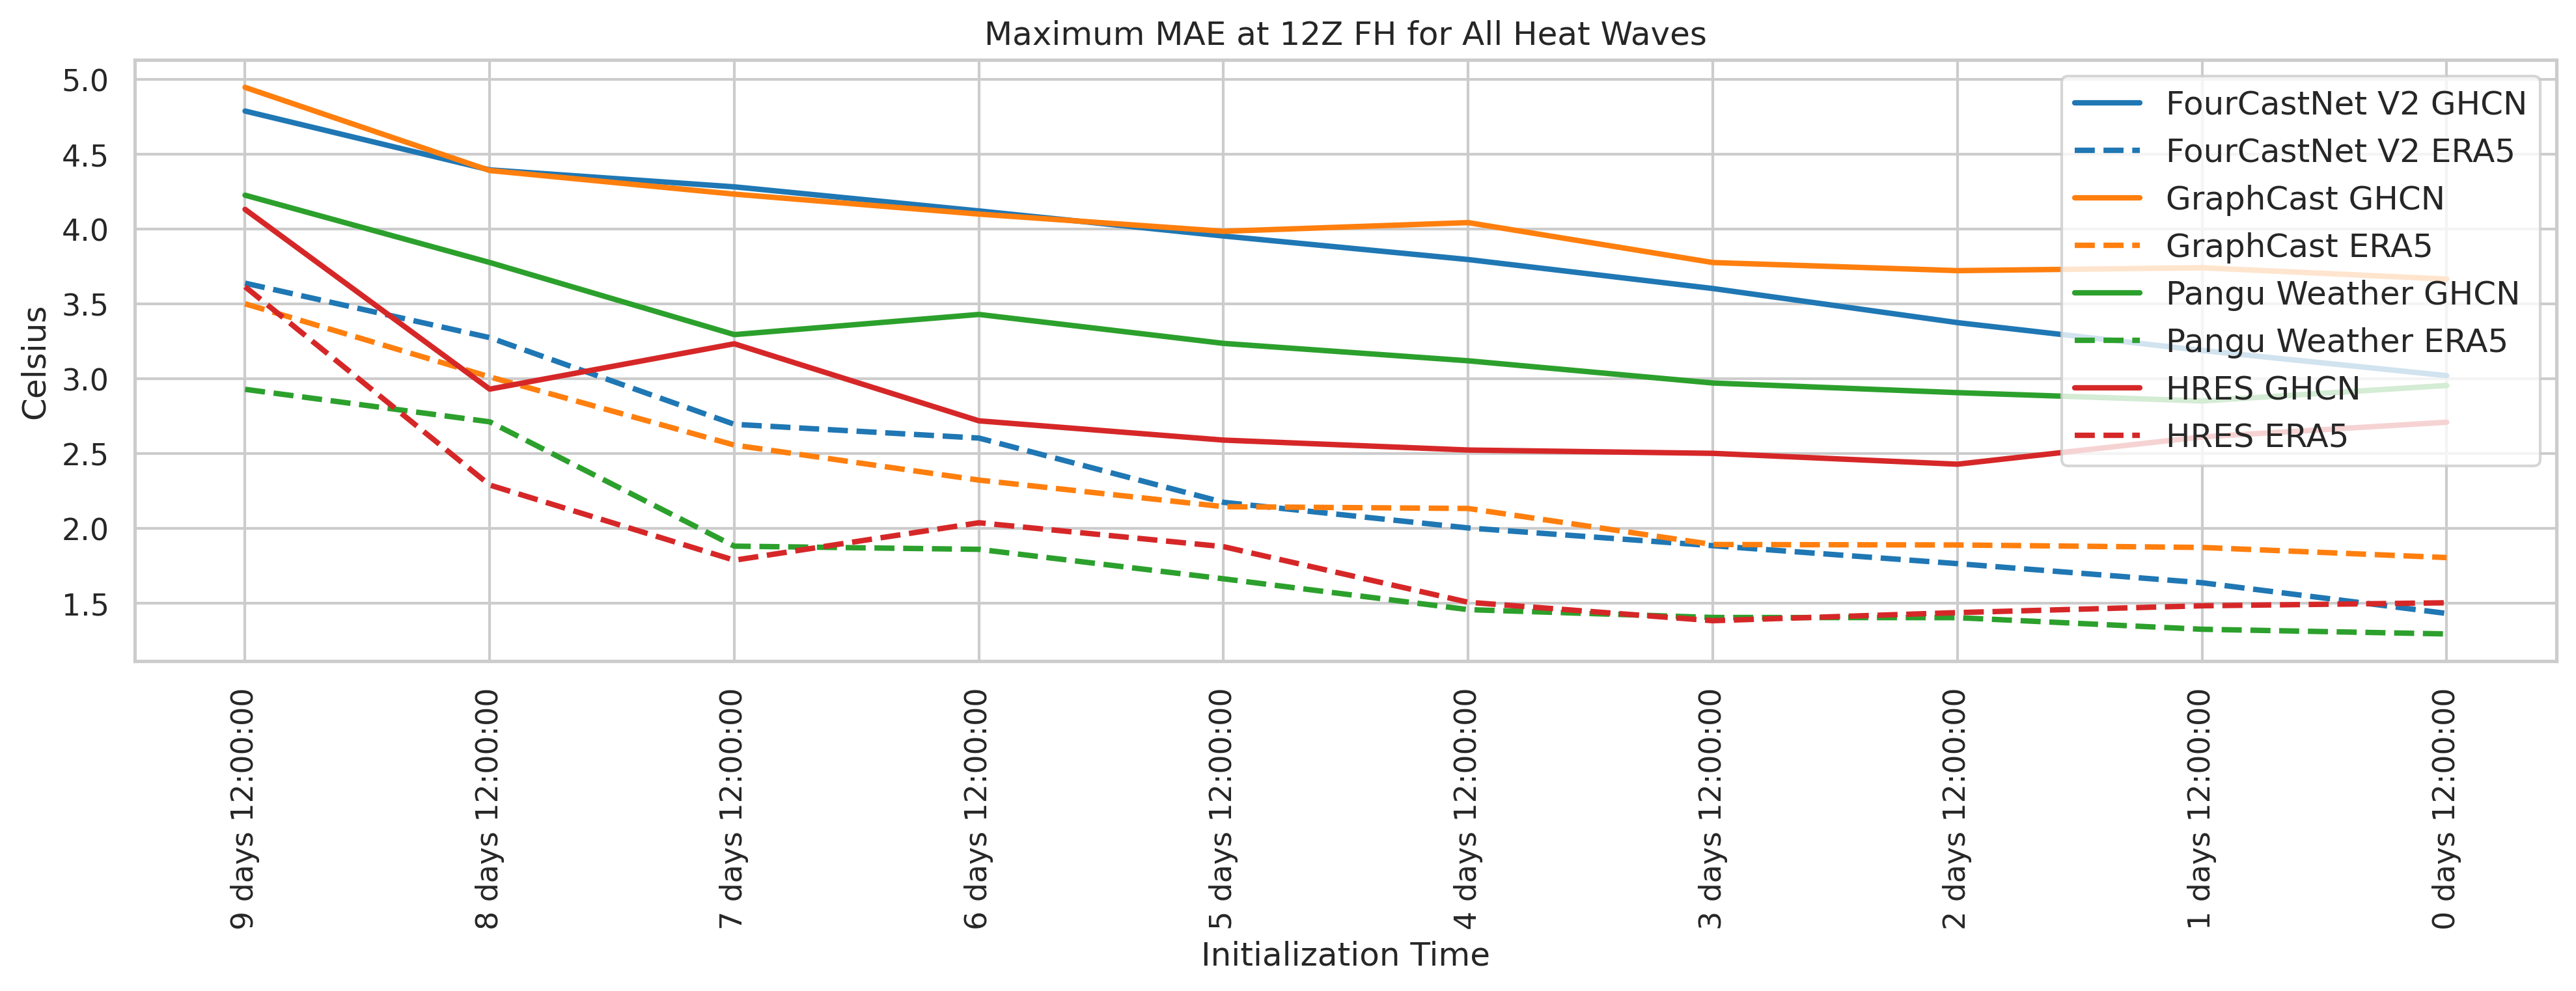 Maximum MAE at 12Z FH for All Heat Waves
Celsius
5.0
4.5
4.0
3.5
3.0
2.5
2.0
1.5
FourCastNet V2 GHCN
FourCastNet V2 ERA5
GraphCast GHCN
GraphCast ERA5
Pangu Weather GHCN
Pangu Weather ERA5
HRES GHCN
HRES ERA5
9 days 12:00:00
8 days 12:00:00
7 days 12:00:00
6 days 12:00:00
5 days 12:00:00
4 days 12:00:00
3 days 12:00:00
2 days 12:00:00
1 days 12:00:00
0 days 12:00:00
Initialization Time